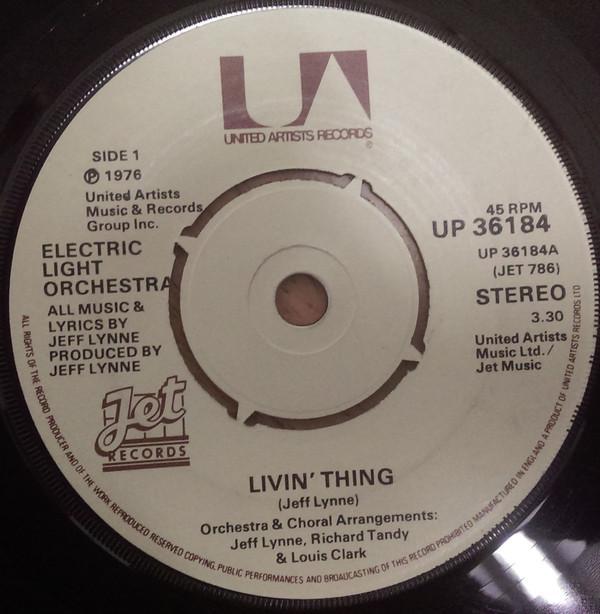 UA
UNITED ARTISTS RECORDS
®
SIDE 1
℗ 1976
United Artists
Music & Records
Group Inc.
ELECTRIC
LIGHT
ORCHESTRA
ALL MUSIC &
LYRICS BY
JEFF LYNNE
PRODUCED BY
JEFF LYNNE
Jet
RECORDS
45 RPM
UP 36184
UP 36184A
(JET 786)
STEREO
3.30
United Artists
Music Ltd./
Jet Music
LIVIN' THING
(Jeff Lynne)
Orchestra & Choral Arrangements:
Jeff Lynne, Richard Tandy
& Louis Clark
ALL RIGHTS OF THE RECORD PRODUCER AND OF THE WORK REPRODUCED RESERVED COPYING, PUBLIC PERFORMANCES AND BROADCASTING OF THIS RECORD PROHIBITED MANUFACTURED IN ENGLAND A PRODUCT OF UNITED ARTISTS RECORDS LTD